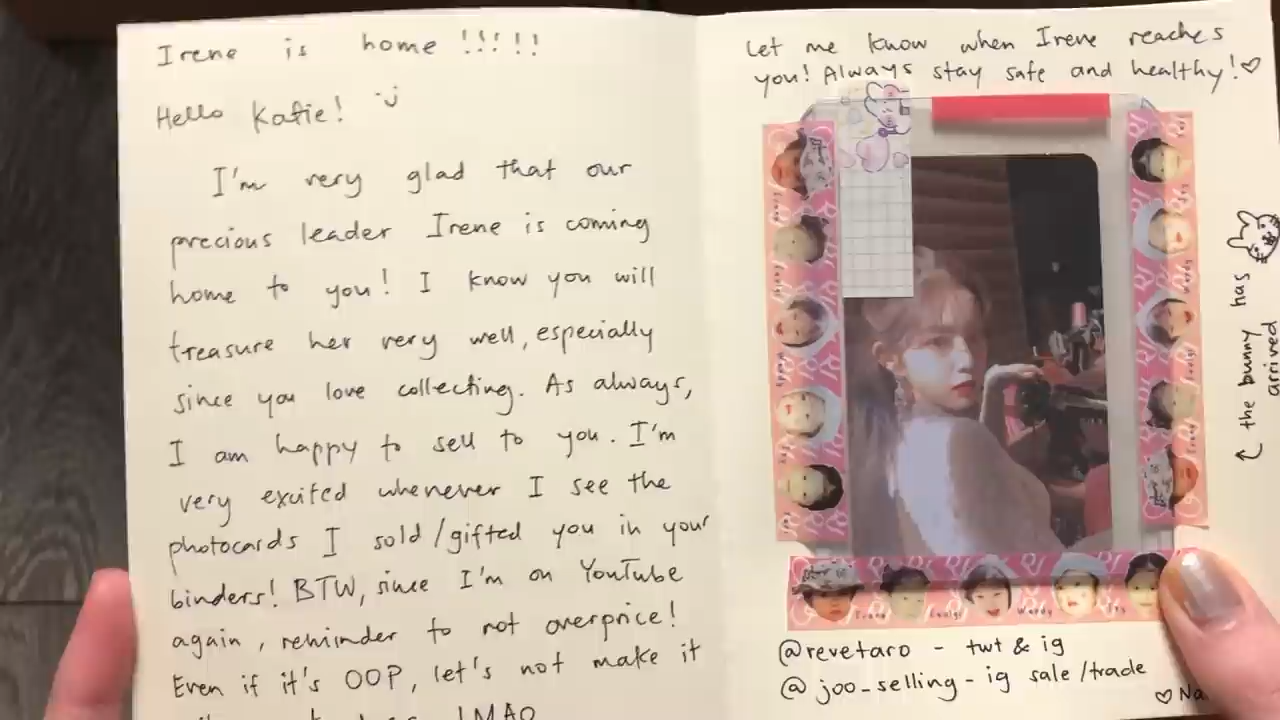 Irene is home !!!!!
Hello Katie! :)
I'm very glad that our
precious leader Irene is coming
home to you! I know you will
treasure her very well, especially
since you love collecting. As always,
I am happy to sell to you. I'm
very excited whenever I see the
photocards I sold/gifted you in your
binders! BTW, since I'm on YouTube
again, reminder to not overprice!
Even if it's OOP, let's not make it
LMAO
Let me know when Irene reaches
you! Always stay safe and healthy!♡
@revetaro - twt & ig
@joo_selling - ig sale/trade
♡ Na
← the bunny has
arrived